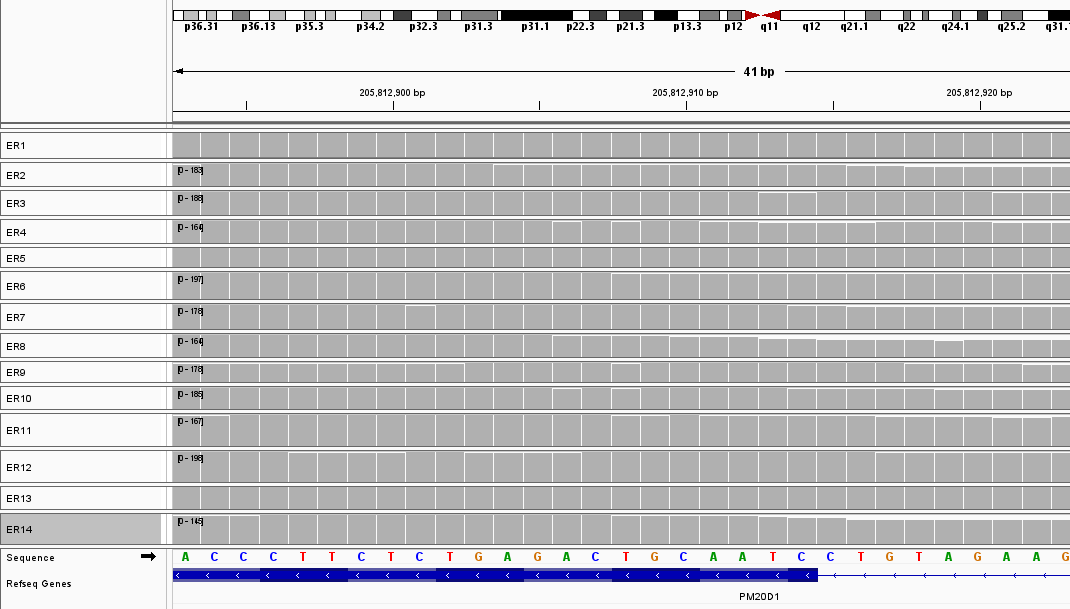 p36.31 p36.13 p35.3 p34.2 p32.3 p31.3 p31.1 p22.3 p21.3 p13.3 p12 q11 q12 q21.1 q22 q24.1 q25.2 q31.
41 bp
205,812,900 bp 205,812,910 bp 205,812,920 bp
ER1
ER2 [0 - 183]
ER3 [0 - 188]
ER4 [0 - 164]
ER5
ER6 [0 - 197]
ER7 [0 - 178]
ER8 [0 - 164]
ER9 [0 - 178]
ER10 [0 - 185]
ER11 [0 - 167]
ER12 [0 - 198]
ER13
ER14 [0 - 145]
Sequence A C C C T T C T C T G A G A C T G C A A T C C T G T A G A A G
Refseq Genes
PM20D1